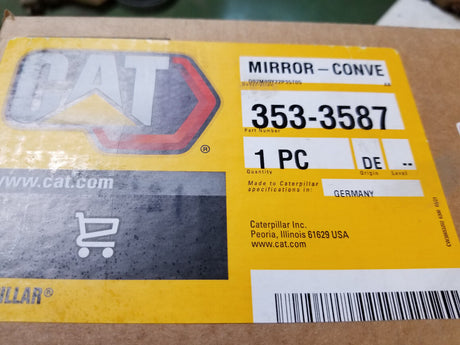 CAT
®
www.cat.com
MIRROR-CONVE
353-3587
Part Number
1 PC
DE
--
Quantity
Origin
Level
Made to Caterpillar
specifications in:
GERMANY
Caterpillar Inc.
Peoria, Illinois 61629 USA
www.cat.com
PILLAR®